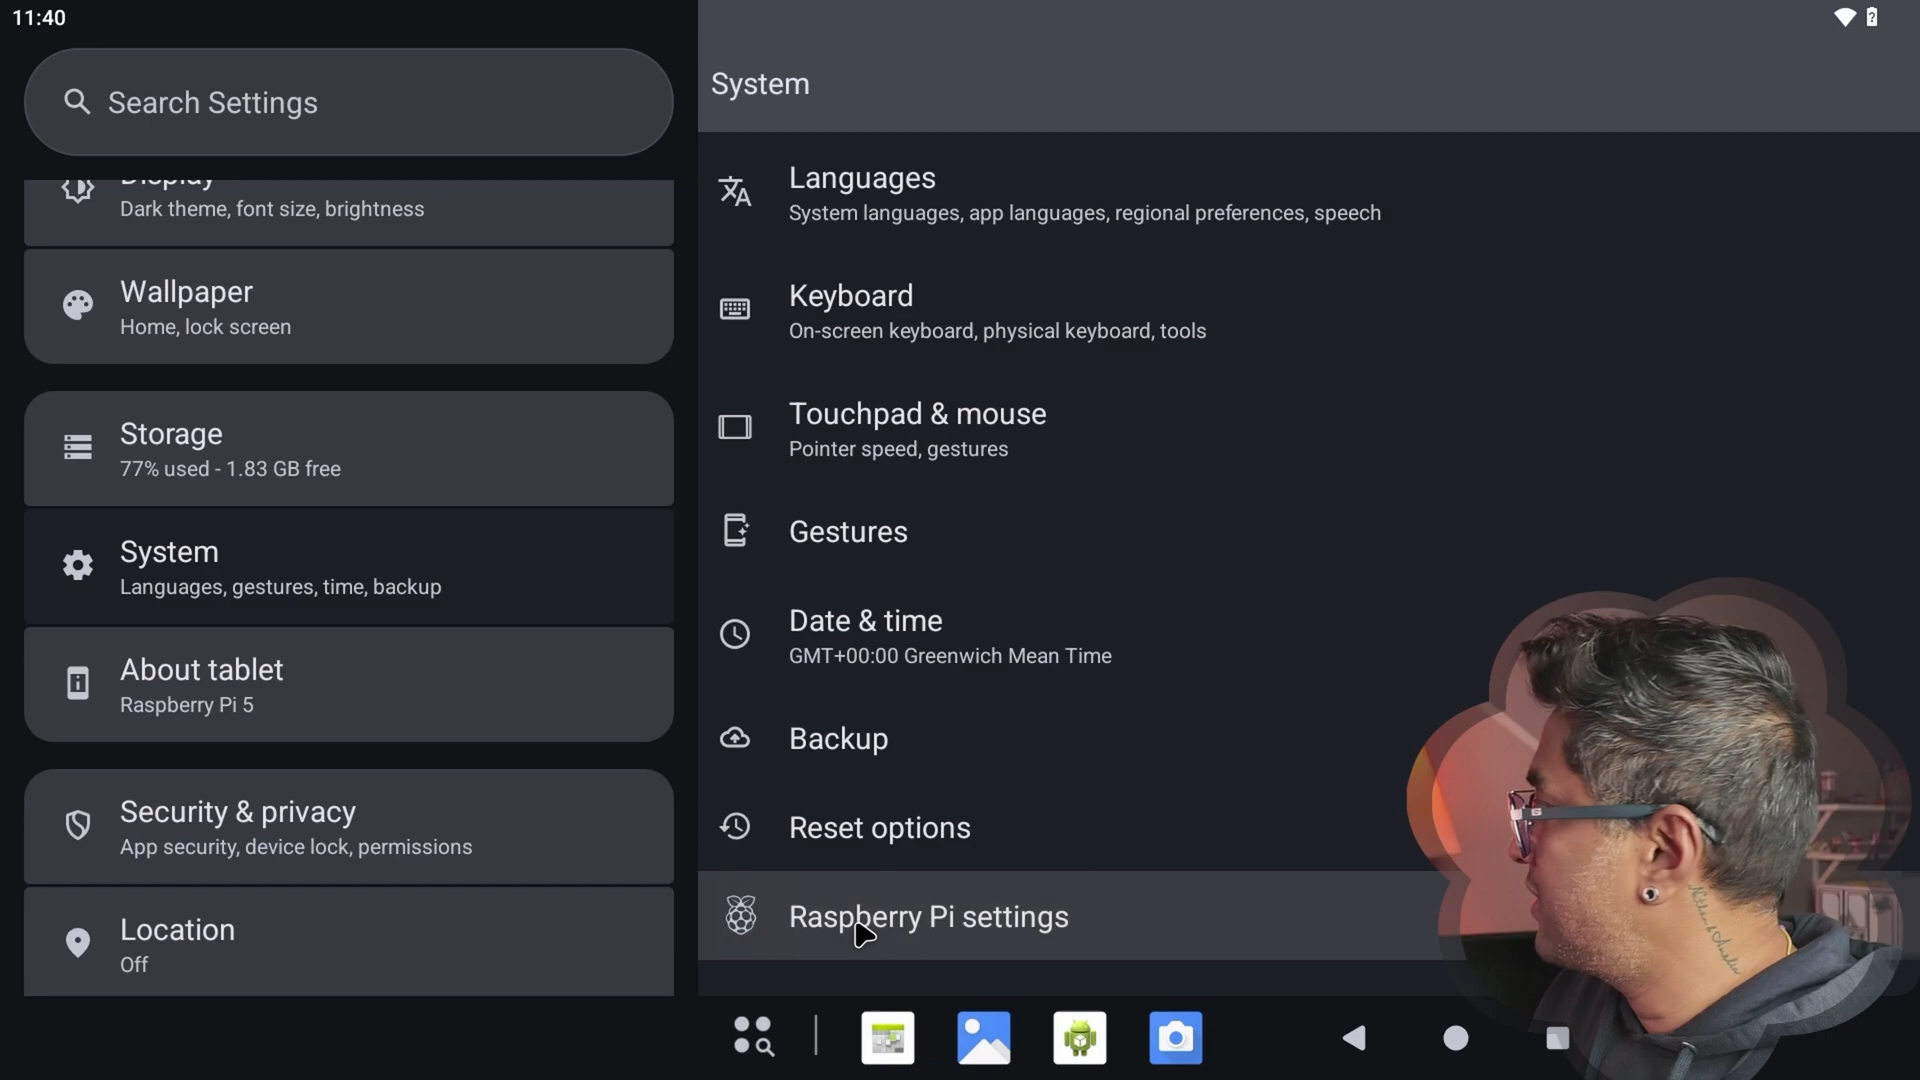 11:40
Search Settings
Display
Dark theme, font size, brightness
Wallpaper
Home, lock screen
Storage
77% used - 1.83 GB free
System
Languages, gestures, time, backup
About tablet
Raspberry Pi 5
Security & privacy
App security, device lock, permissions
Location
Off
System
Languages
System languages, app languages, regional preferences, speech
Keyboard
On-screen keyboard, physical keyboard, tools
Touchpad & mouse
Pointer speed, gestures
Gestures
Date & time
GMT+00:00 Greenwich Mean Time
Backup
Reset options
Raspberry Pi settings